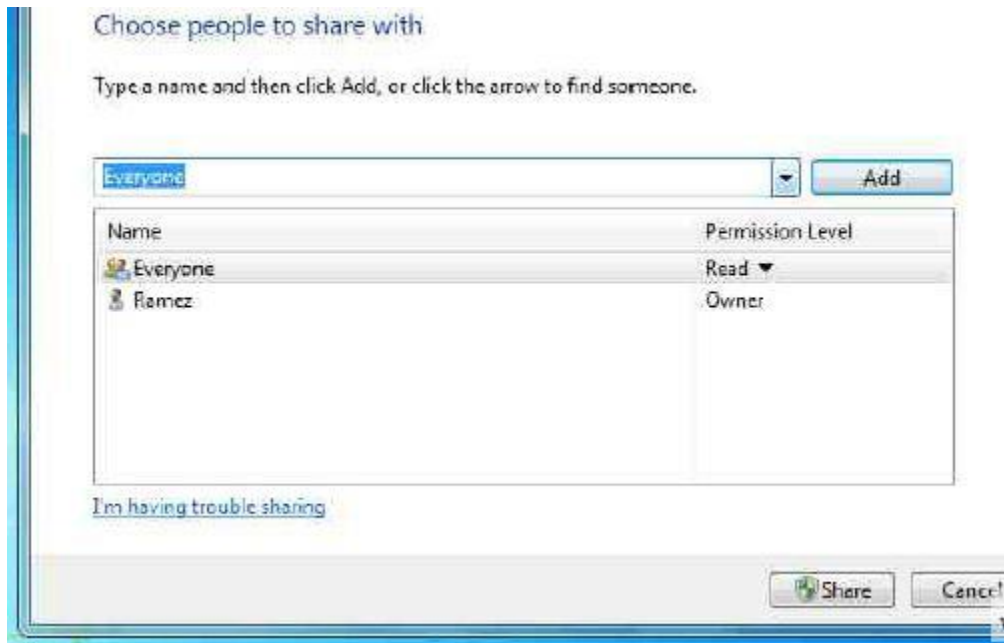 Choose people to share with
Type a name and then click Add, or click the arrow to find someone.
Everyone Add
Name Permission Level
Everyone Read
Ramez Owner
I'm having trouble sharing
Share Cancel